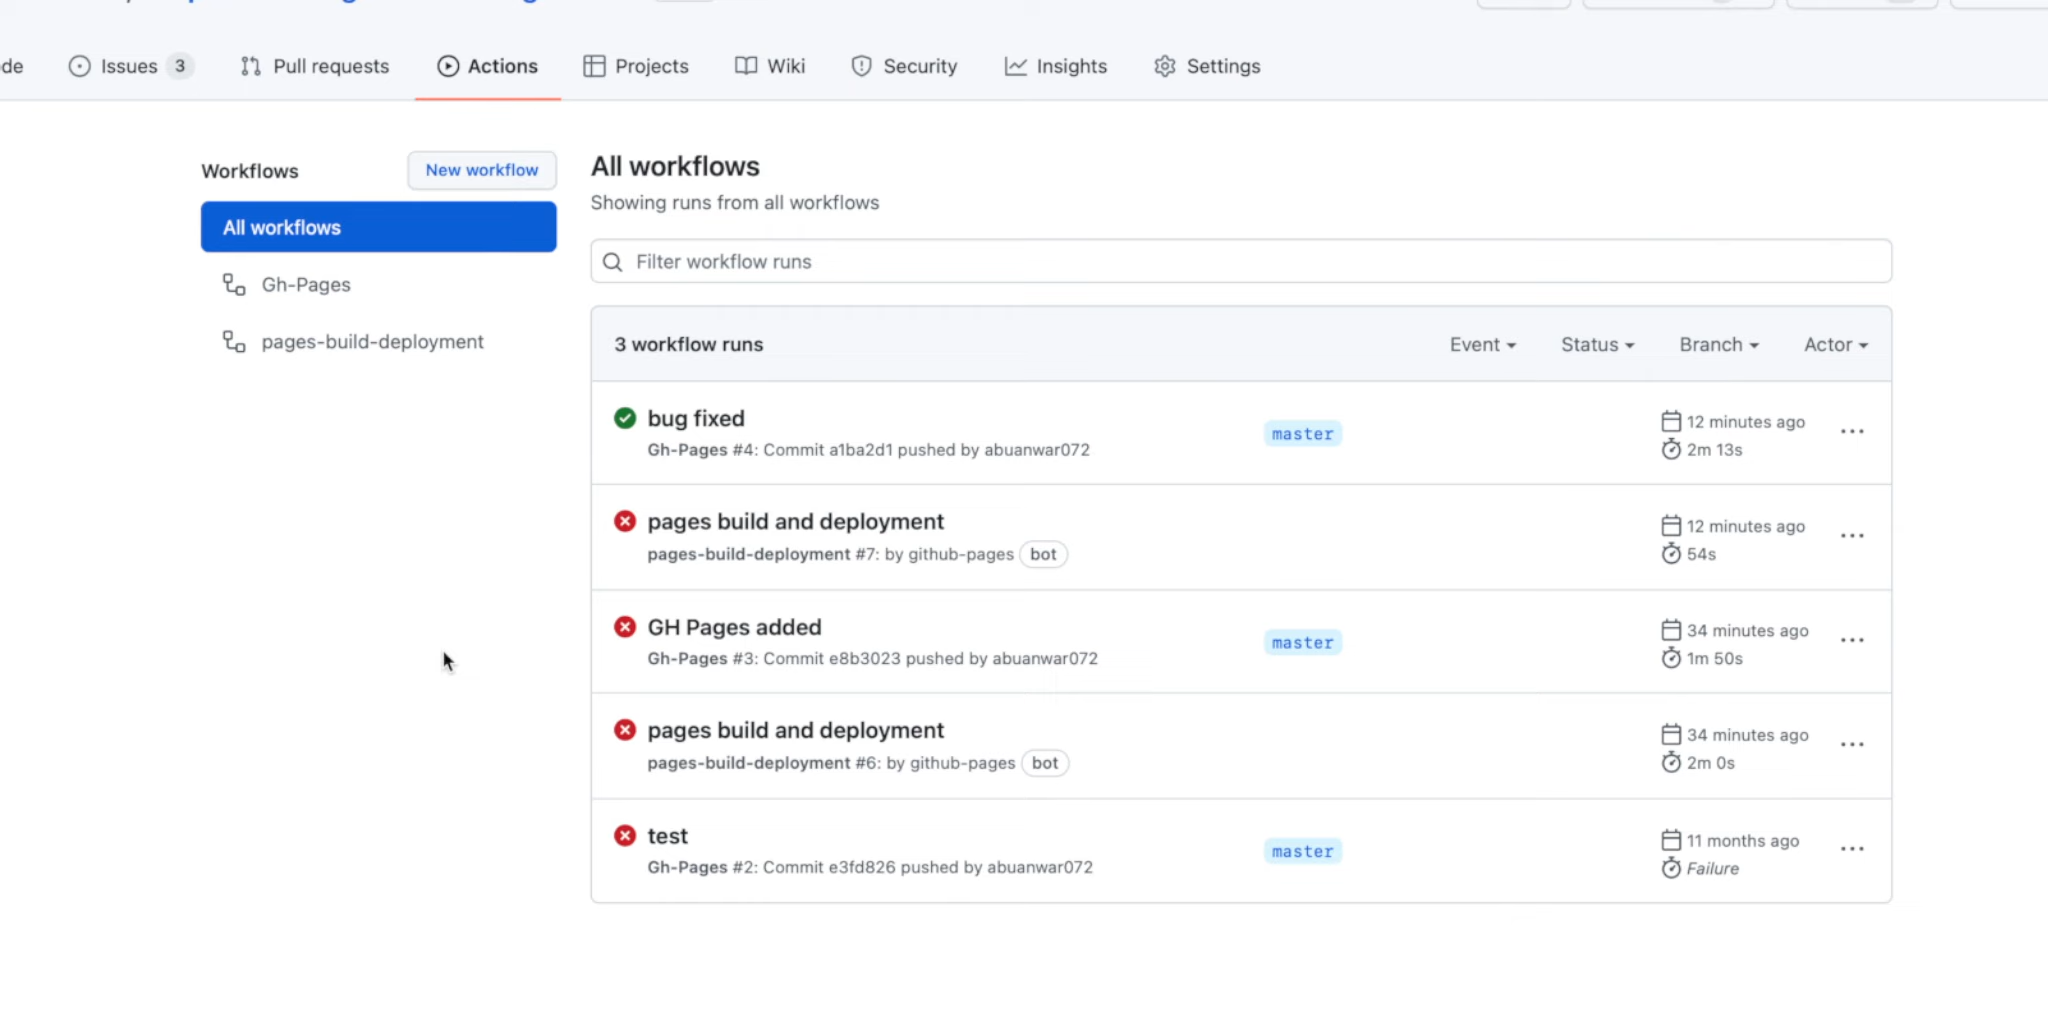 de Issues 3 Pull requests Actions Projects Wiki Security Insights Settings
Workflows New workflow
All workflows
Gh-Pages
pages-build-deployment
All workflows
Showing runs from all workflows
Filter workflow runs
3 workflow runs Event Status Branch Actor
bug fixed
Gh-Pages #4: Commit a1ba2d1 pushed by abuanwar072
master
12 minutes ago
2m 13s
pages build and deployment
pages-build-deployment #7: by github-pages bot
12 minutes ago
54s
GH Pages added
Gh-Pages #3: Commit e8b3023 pushed by abuanwar072
master
34 minutes ago
1m 50s
pages build and deployment
pages-build-deployment #6: by github-pages bot
34 minutes ago
2m 0s
test
Gh-Pages #2: Commit e3fd826 pushed by abuanwar072
master
11 months ago
Failure